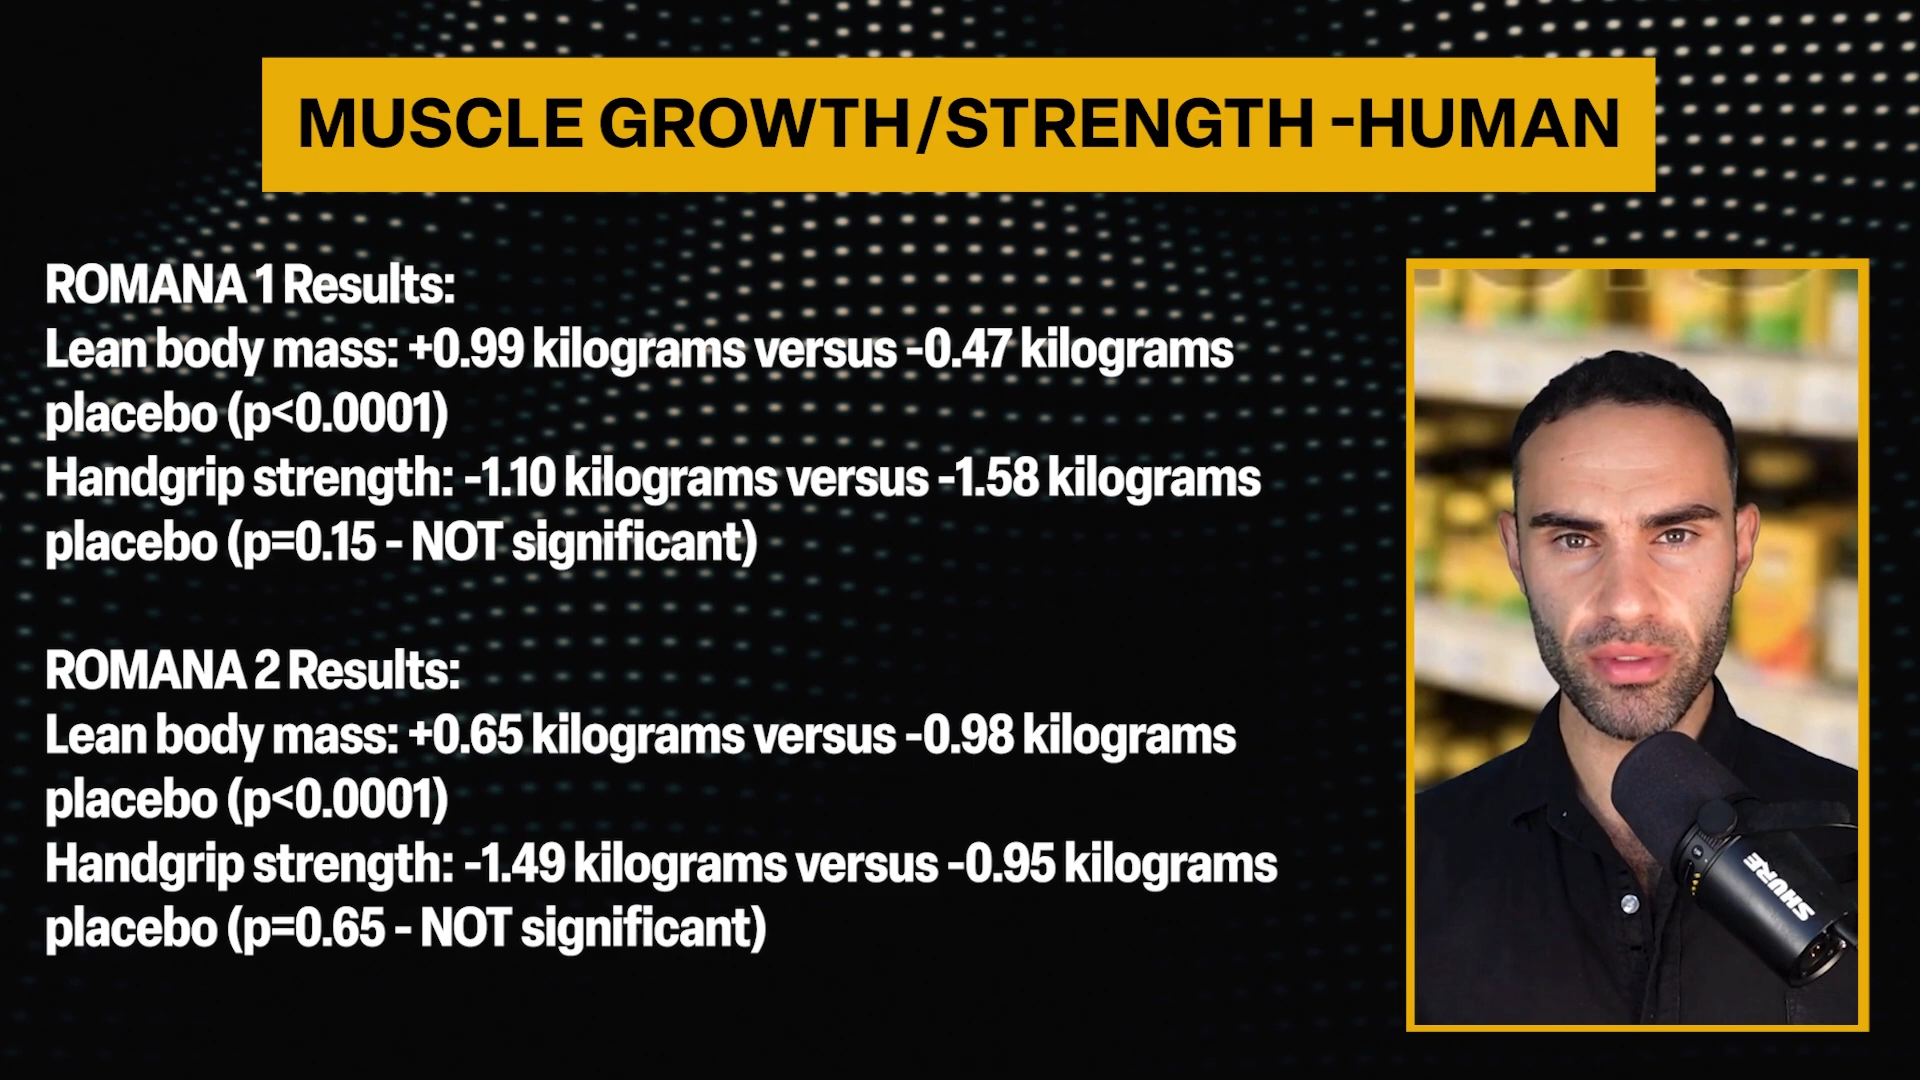 MUSCLE GROWTH/STRENGTH -HUMAN
ROMANA 1 Results:
Lean body mass: +0.99 kilograms versus -0.47 kilograms
placebo (p<0.0001)
Handgrip strength: -1.10 kilograms versus -1.58 kilograms
placebo (p=0.15 - NOT significant)
ROMANA 2 Results:
Lean body mass: +0.65 kilograms versus -0.98 kilograms
placebo (p<0.0001)
Handgrip strength: -1.49 kilograms versus -0.95 kilograms
placebo (p=0.65 - NOT significant)
SHURE